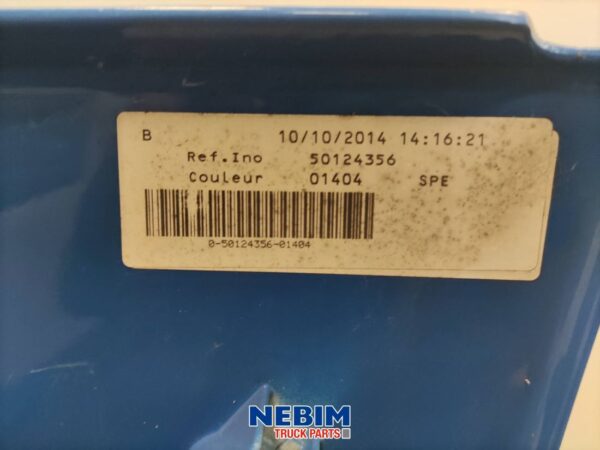 B 10/10/2014 14:16:21
Ref.Ino 50124356
Couleur 01404 SPE
0-50124356-01404
NEBIM
TRUCK PARTS